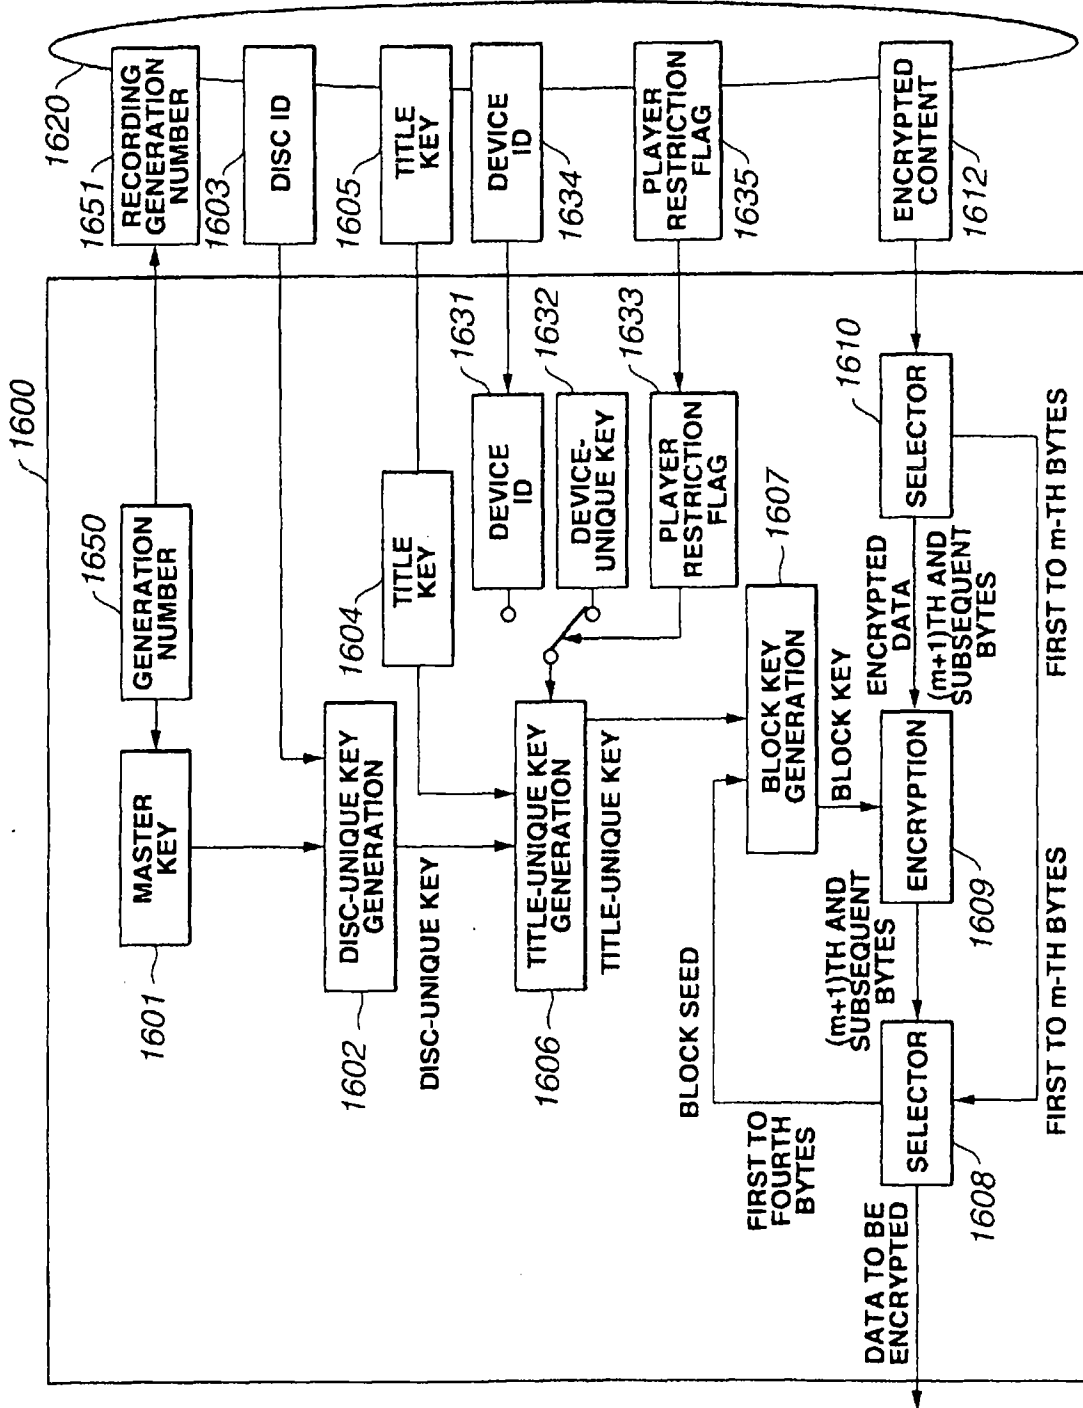 1600
1620
RECORDING
GENERATION
NUMBER
1651
DISC ID
1603
TITLE
KEY
1605
DEVICE
ID
1634
PLAYER
RESTRICTION
FLAG
1635
ENCRYPTED
CONTENT
1612
GENERATION
NUMBER
1650
MASTER
KEY
1601
DISC-UNIQUE KEY
GENERATION
1602
DISC-UNIQUE KEY
TITLE
KEY
1604
DEVICE
ID
1631
DEVICE-
UNIQUE KEY
1632
PLAYER
RESTRICTION
FLAG
1633
TITLE-UNIQUE KEY
GENERATION
1606
TITLE-UNIQUE KEY
BLOCK KEY
GENERATION
1607
BLOCK KEY
BLOCK SEED
FIRST TO
FOURTH
BYTES
SELECTOR
1610
ENCRYPTED
DATA
(m+1)TH AND
SUBSEQUENT
BYTES
FIRST TO m-TH BYTES
ENCRYPTION
1609
(m+1)TH AND
SUBSEQUENT
BYTES
SELECTOR
1608
FIRST TO m-TH BYTES
DATA TO BE
ENCRYPTED